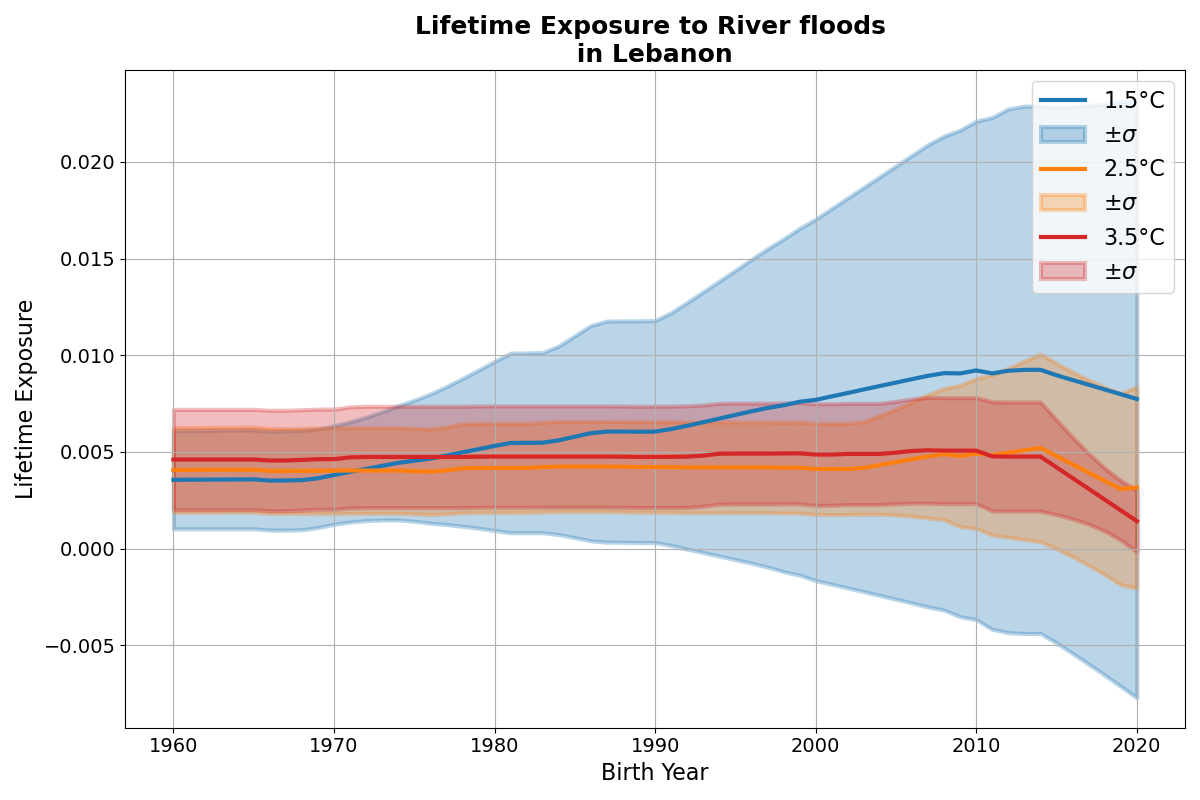 Lifetime Exposure to River floods
in Lebanon
Lifetime Exposure
0.020
0.015
0.010
0.005
0.000
−0.005
1960 1970 1980 1990 2000 2010 2020
Birth Year
1.5°C
±σ
2.5°C
±σ
3.5°C
±σ